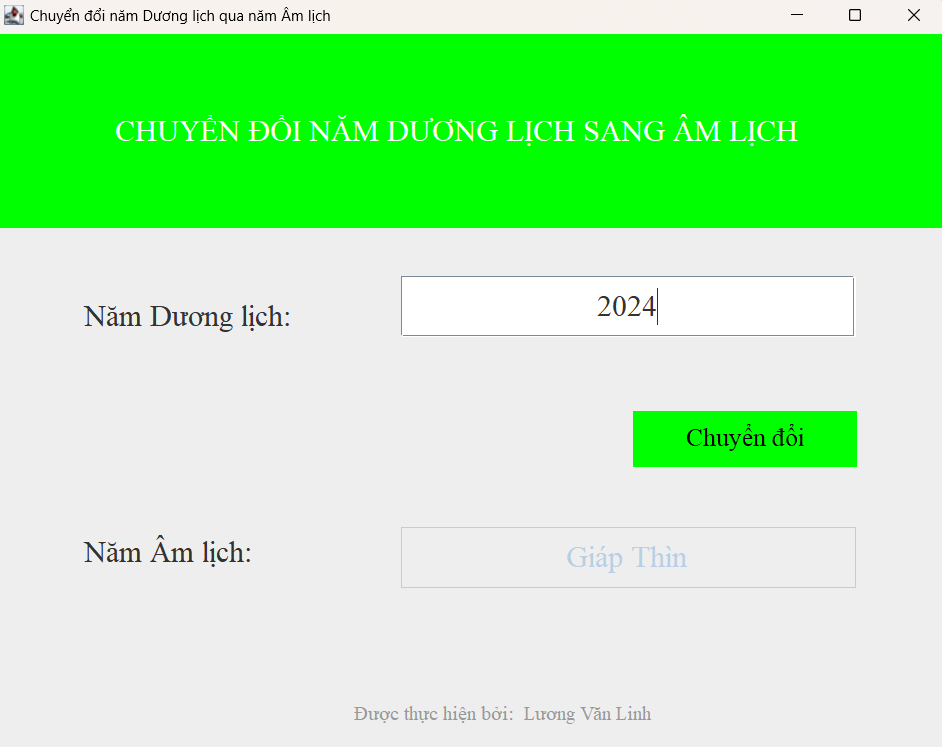 Chuyển đổi năm Dương lịch qua năm Âm lịch
CHUYỂN ĐỔI NĂM DƯƠNG LỊCH SANG ÂM LỊCH
Năm Dương lịch:
2024
Chuyển đổi
Năm Âm lịch:
Giáp Thìn
Được thực hiện bởi: Lương Văn Linh